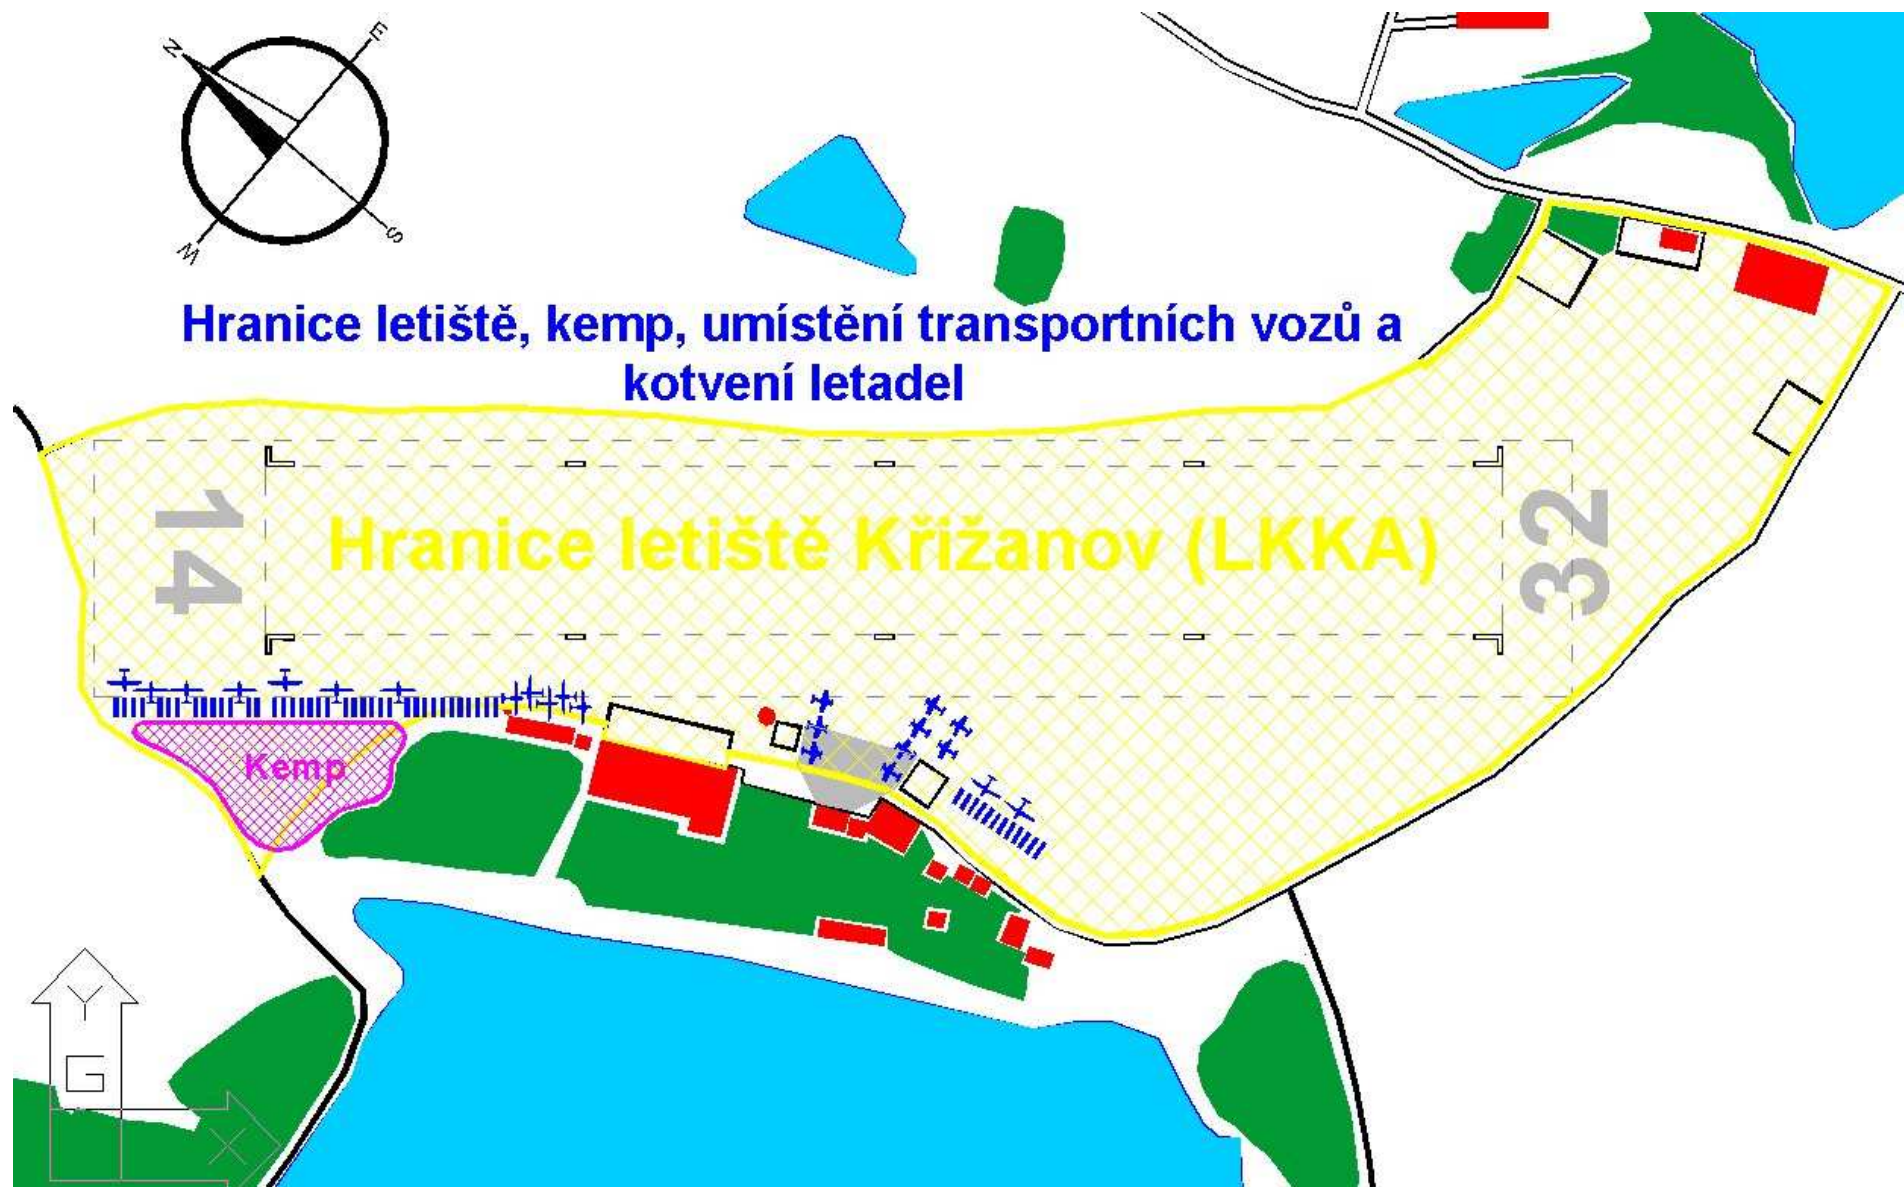 N
E
W
S
Hranice letiště, kemp, umístění transportních vozů a
kotvení letadel
14
Hranice letiště Křižanov (LKKA)
32
Kemp
Y
G
X